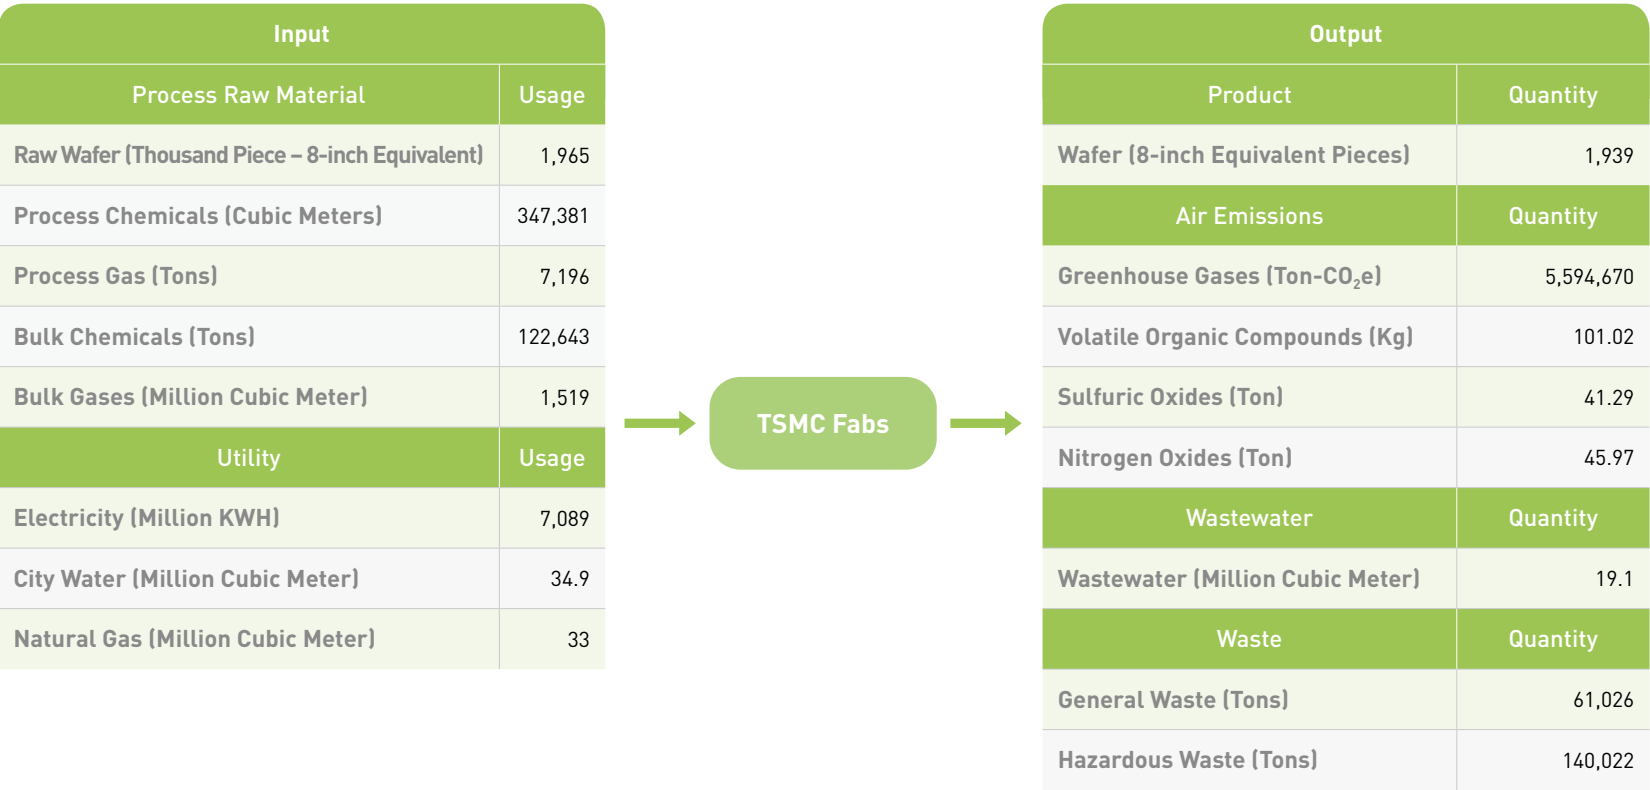 Input
Process Raw Material Usage
Raw Wafer (Thousand Piece – 8-inch Equivalent) 1,965
Process Chemicals (Cubic Meters) 347,381
Process Gas (Tons) 7,196
Bulk Chemicals (Tons) 122,643
Bulk Gases (Million Cubic Meter) 1,519
Utility Usage
Electricity (Million KWH) 7,089
City Water (Million Cubic Meter) 34.9
Natural Gas (Million Cubic Meter) 33
TSMC Fabs
Output
Product Quantity
Wafer (8-inch Equivalent Pieces) 1,939
Air Emissions Quantity
Greenhouse Gases (Ton-CO₂e) 5,594,670
Volatile Organic Compounds (Kg) 101.02
Sulfuric Oxides (Ton) 41.29
Nitrogen Oxides (Ton) 45.97
Wastewater Quantity
Wastewater (Million Cubic Meter) 19.1
Waste Quantity
General Waste (Tons) 61,026
Hazardous Waste (Tons) 140,022